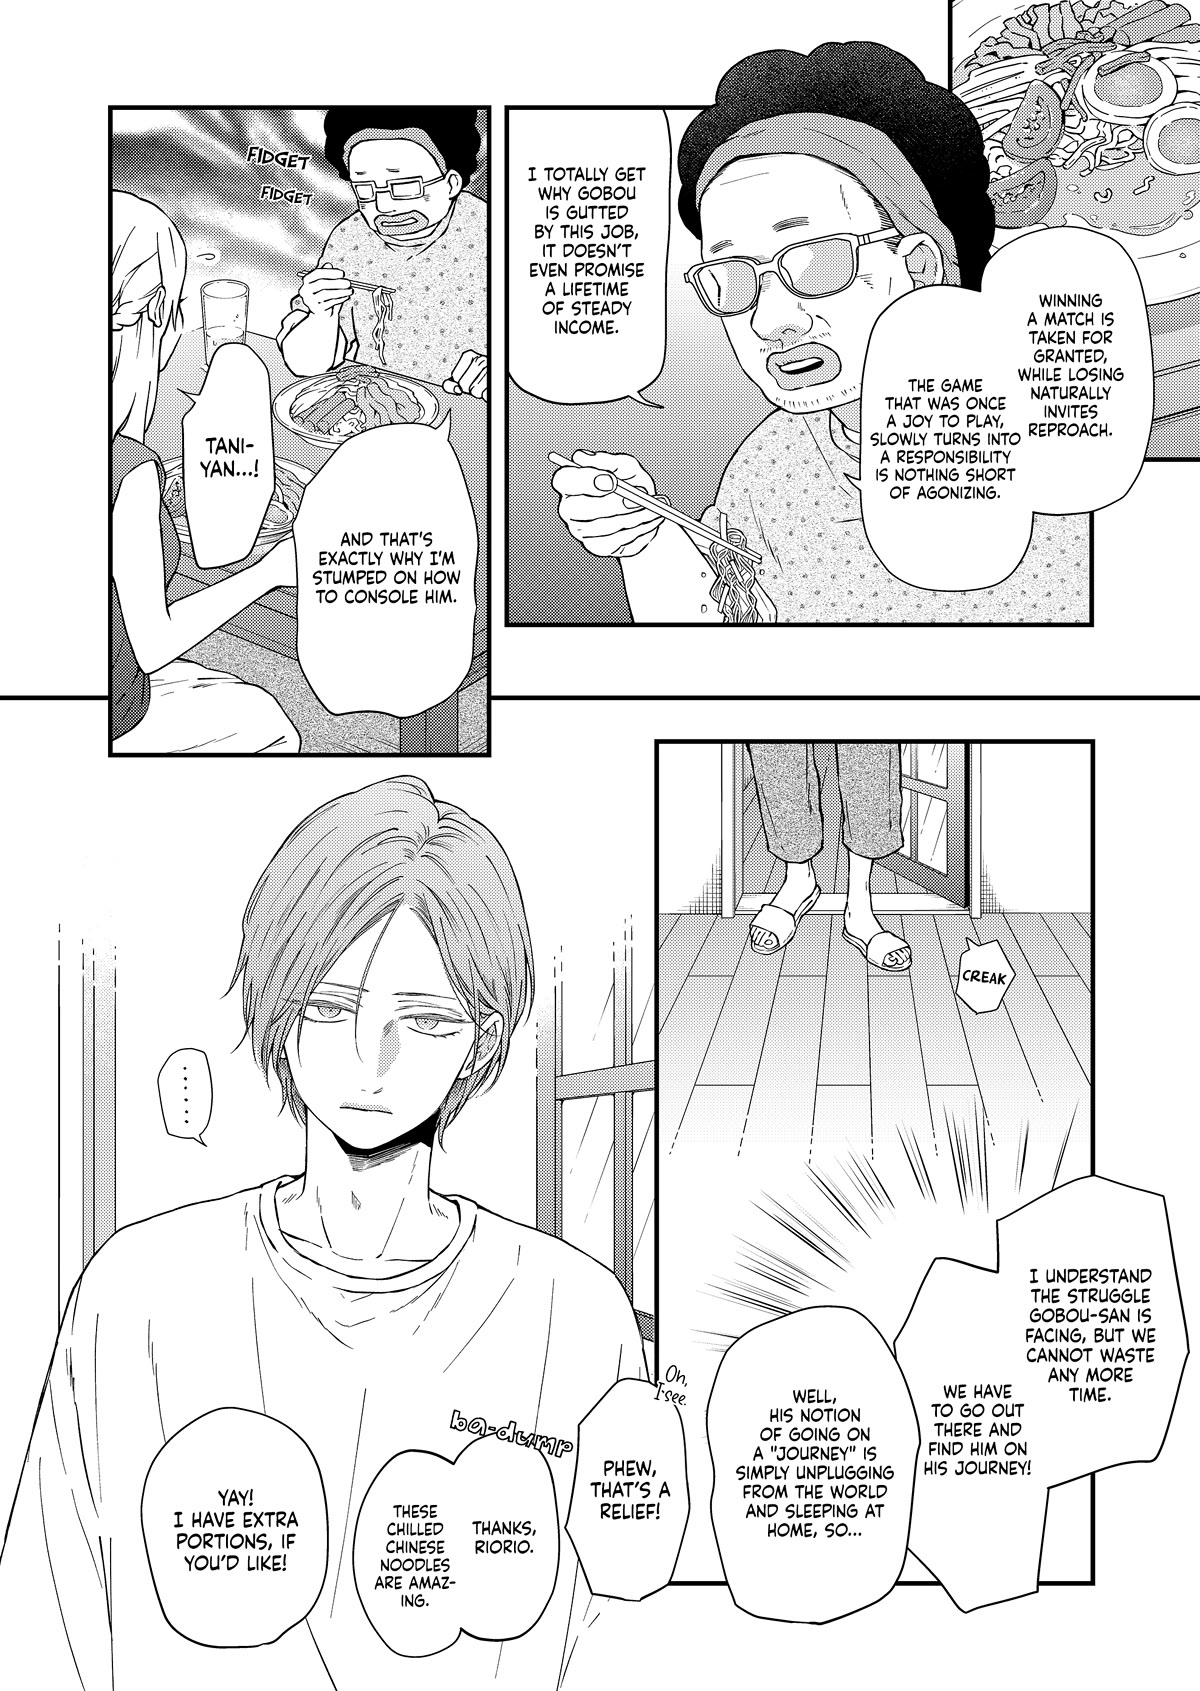 WINNING
A MATCH IS
TAKEN FOR
GRANTED,
WHILE LOSING
NATURALLY
INVITES
REPROACH.
THE GAME
THAT WAS ONCE
A JOY TO PLAY,
SLOWLY TURNS INTO
A RESPONSIBILITY
IS NOTHING SHORT
OF AGONIZING.
I TOTALLY GET
WHY GOBOU
IS GUTTED
BY THIS JOB,
IT DOESN'T
EVEN PROMISE
A LIFETIME
OF STEADY
INCOME.
FIDGET
FIDGET
AND THAT'S
EXACTLY WHY I'M
STUMPED ON HOW
TO CONSOLE HIM.
TANI-
YAN...!
CREAK
I UNDERSTAND
THE STRUGGLE
GOBOU-SAN IS
FACING, BUT WE
CANNOT WASTE
ANY MORE
TIME.
WE HAVE
TO GO OUT
THERE AND
FIND HIM ON
HIS JOURNEY!
WELL,
HIS NOTION
OF GOING ON
A "JOURNEY" IS
SIMPLY UNPLUGGING
FROM THE WORLD
AND SLEEPING AT
HOME, SO...
Oh,
I see.
PHEW,
THAT'S A
RELIEF!
ba-dump
THANKS,
RIORIO.
THESE
CHILLED
CHINESE
NOODLES
ARE AMAZ-
ING.
YAY!
I HAVE EXTRA
PORTIONS, IF
YOU'D LIKE!
......